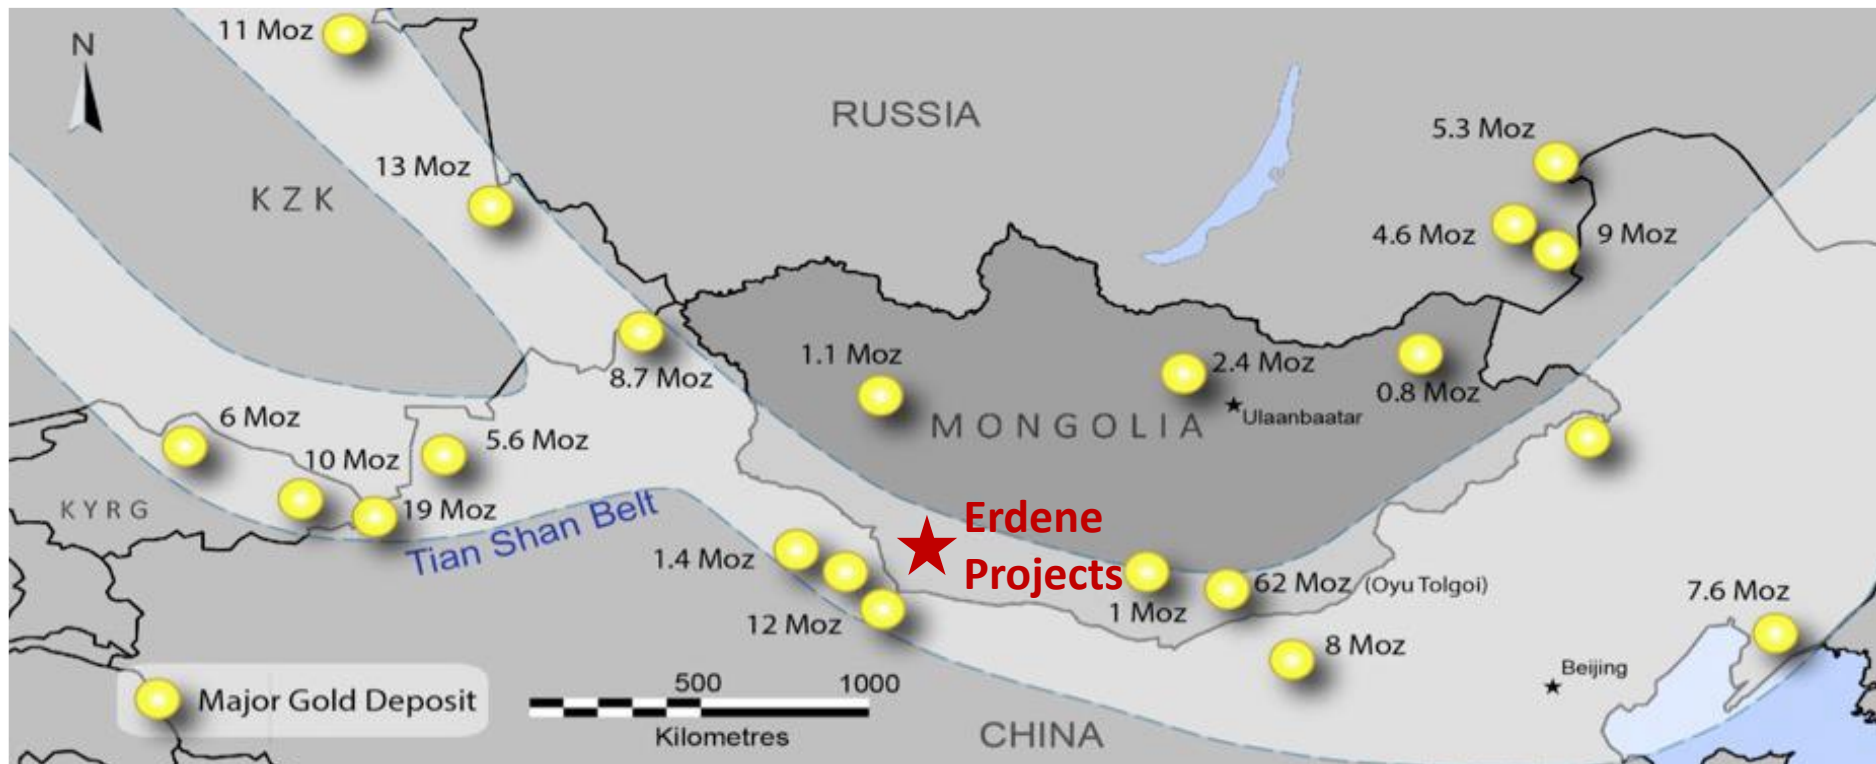 11 Moz
N
RUSSIA
5.3 Moz
13 Moz
KZK
4.6 Moz
9 Moz
1.1 Moz
2.4 Moz
8.7 Moz
0.8 Moz
MONGOLIA
Ulaanbaatar
6 Moz
5.6 Moz
10 Moz
KYRG
19 Moz
Tian Shan Belt
Erdene
Projects
1.4 Moz
62 Moz (Oyu Tolgoi)
1 Moz
7.6 Moz
12 Moz
8 Moz
Beijing
Major Gold Deposit
500
1000
Kilometres
CHINA